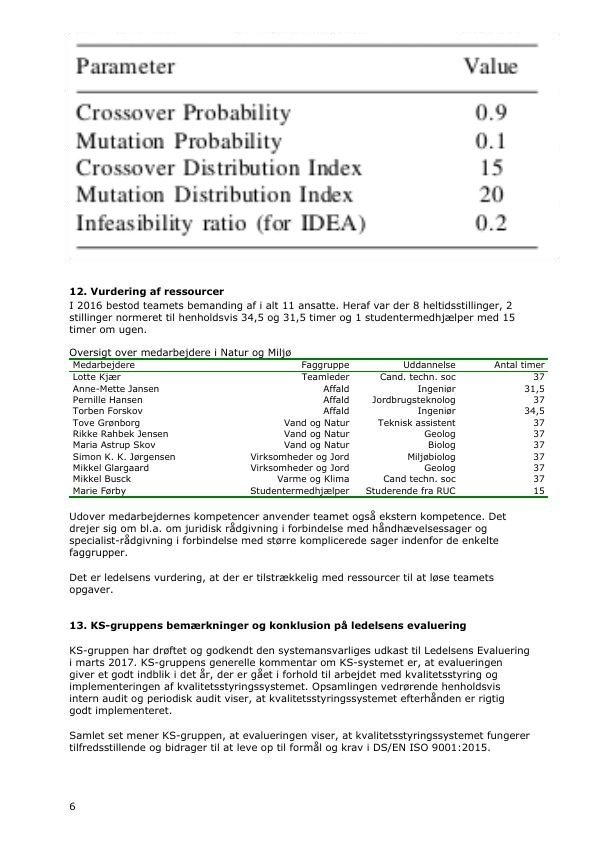 Parameter Value
Crossover Probability 0.9
Mutation Probability 0.1
Crossover Distribution Index 15
Mutation Distribution Index 20
Infeasibility ratio (for IDEA) 0.2
12. Vurdering af ressourcer
I 2016 bestod teamets bemanding af i alt 11 ansatte. Heraf var der 8 heltidsstillinger, 2
stillinger normeret til henholdsvis 34,5 og 31,5 timer og 1 studentermedhjælper med 15
timer om ugen.
Oversigt over medarbejdere i Natur og Miljø
Medarbejdere Faggruppe Uddannelse Antal timer
Lotte Kjær Teamleder Cand. techn. soc 37
Anne-Mette Jansen Affald Ingeniør 31,5
Pernille Hansen Affald Jordbrugsteknolog 37
Torben Forskov Affald Ingeniør 34,5
Tove Grønborg Vand og Natur Teknisk assistent 37
Rikke Rahbek Jensen Vand og Natur Geolog 37
Maria Astrup Skov Vand og Natur Biolog 37
Simon K. K. Jørgensen Virksomheder og Jord Miljøbiolog 37
Mikkel Glargaard Virksomheder og Jord Geolog 37
Mikkel Busck Varme og Klima Cand techn. soc 37
Marie Førby Studentermedhjælper Studerende fra RUC 15
Udover medarbejdernes kompetencer anvender teamet også ekstern kompetence. Det
drejer sig om bl.a. om juridisk rådgivning i forbindelse med håndhævelsessager og
specialist-rådgivning i forbindelse med større komplicerede sager indenfor de enkelte
faggrupper.
Det er ledelsens vurdering, at der er tilstrækkelig med ressourcer til at løse teamets
opgaver.
13. KS-gruppens bemærkninger og konklusion på ledelsens evaluering
KS-gruppen har drøftet og godkendt den systemansvarliges udkast til Ledelsens Evaluering
i marts 2017. KS-gruppens generelle kommentar om KS-systemet er, at evalueringen
giver et godt indblik i det år, der er gået i forhold til arbejdet med kvalitetsstyring og
implementeringen af kvalitetsstyringssystemet. Opsamlingen vedrørende henholdsvis
intern audit og periodisk audit viser, at kvalitetsstyringssystemet efterhånden er rigtig
godt implementeret.
Samlet set mener KS-gruppen, at evalueringen viser, at kvalitetsstyringssystemet fungerer
tilfredsstillende og bidrager til at leve op til formål og krav i DS/EN ISO 9001:2015.
6